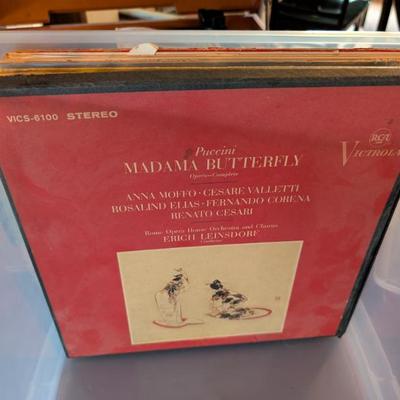 VICS-6100 STEREO
Puccini
MADAMA BUTTERFLY
Opera—Complete
ANNA MOFFO · CESARE VALLETTI
ROSALIND ELIAS · FERNANDO CORENA
RENATO CESARI
Rome Opera House Orchestra and Chorus
ERICH LEINSDORF
Conductor
RCA
VICTROLA